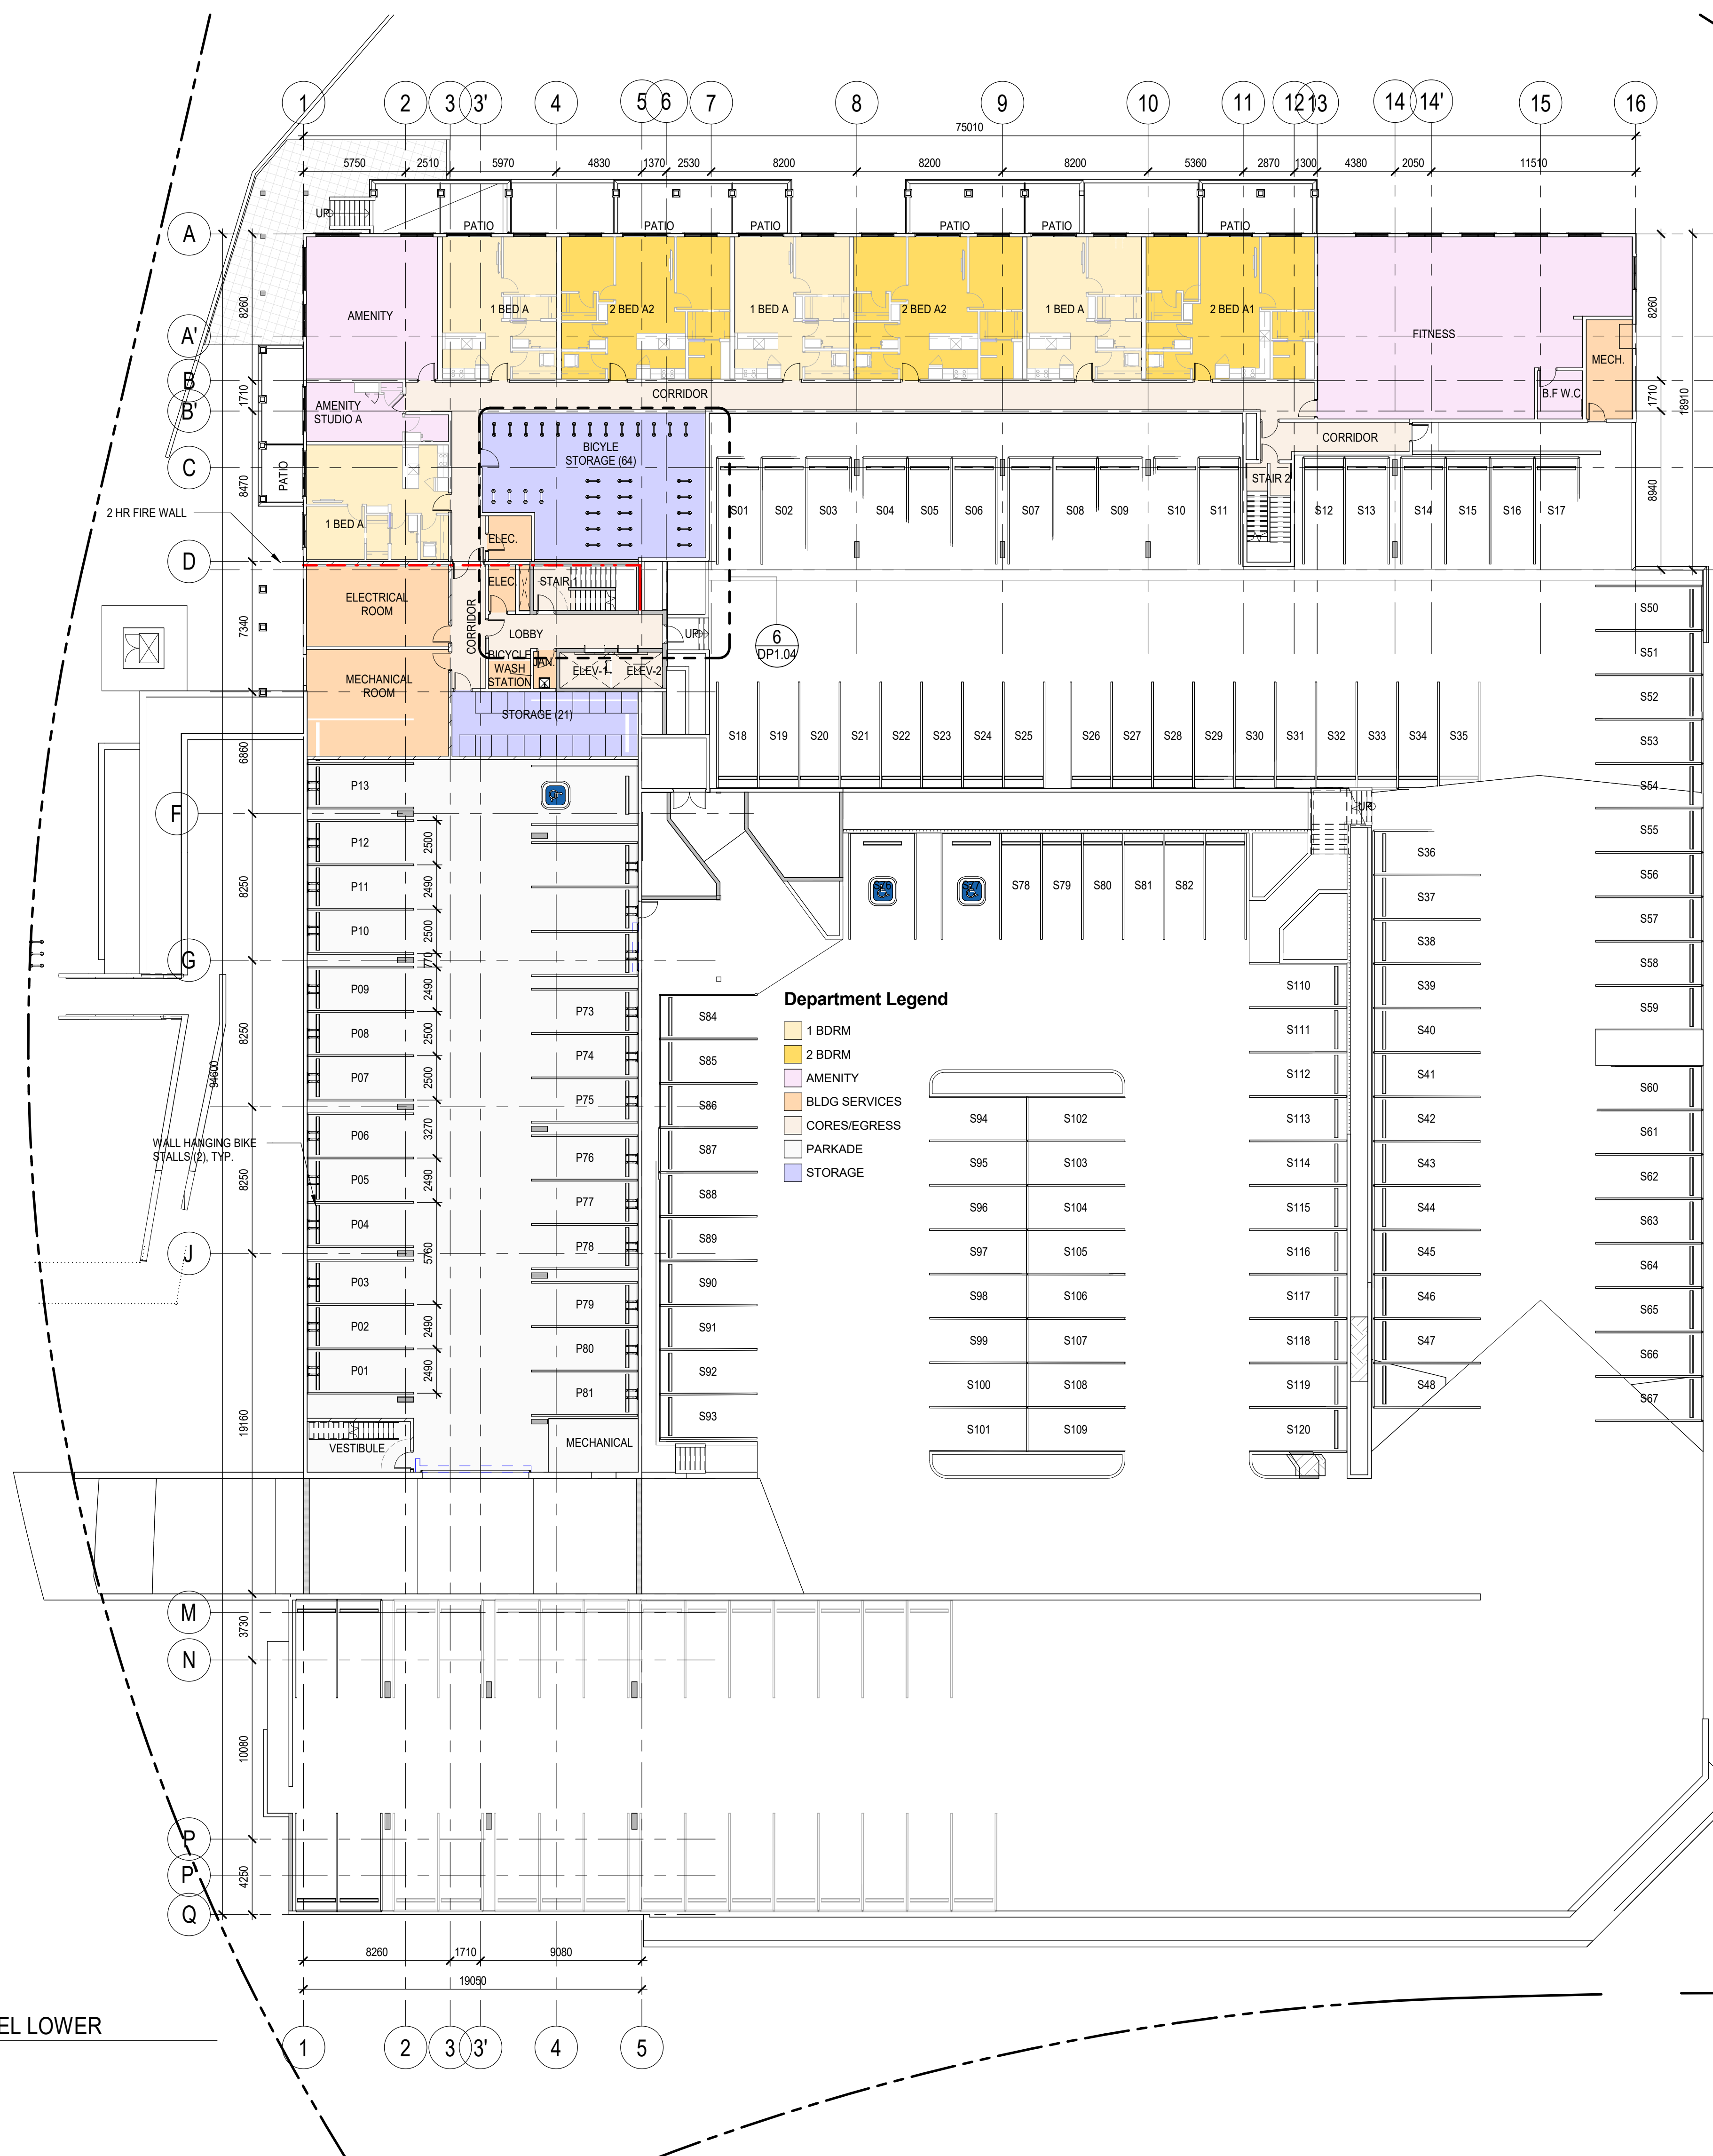 1 2 3 3' 4 5 6 7 8 9 10 11 12 13 14 14' 15 16
75010
5750 2510 5970 4830 1370 2530 8200 8200 8200 5360 2870 1300 4380 2050 11510
UP
PATIO PATIO PATIO PATIO PATIO PATIO
A
8260
AMENITY
1 BED A
2 BED A2
1 BED A
2 BED A2
1 BED A
2 BED A1
FITNESS
MECH.
8260
18910
A'
B
1710
CORRIDOR
B.F W.C
1710
B'
AMENITY
STUDIO A
CORRIDOR
BICYLE
STORAGE (64)
C
PATIO
8470
STAIR 2
8940
2 HR FIRE WALL
1 BED A
ELEC.
S01 S02 S03 S04 S05 S06 S07 S08 S09 S10 S11 S12 S13 S14 S15 S16 S17
D
ELECTRICAL
ROOM
ELEC.
STAIR 1
7340
CORRIDOR
LOBBY
UP
6
DP1.04
BICYCLE
WASH
STATION
JAN.
ELEV-1
ELEV-2
MECHANICAL
ROOM
STORAGE (21)
6860
S18 S19 S20 S21 S22 S23 S24 S25 S26 S27 S28 S29 S30 S31 S32 S33 S34 S35
UP
S50
S51
S52
S53
S54
S55
S56
S57
S58
S59
S60
S61
S62
S63
S64
S65
S66
S67
F
8250
G
8250
8250
J
19160
94600
P13
P12
P11
P10
P09
P08
P07
P06
P05
P04
P03
P02
P01
2500
2490
2500
770
2490
2500
2500
3270
2490
5760
2490
2490
WALL HANGING BIKE
STALLS (2), TYP.
P73
P74
P75
P76
P77
P78
P79
P80
P81
VESTIBULE
MECHANICAL
S76 S77 S78 S79 S80 S81 S82
S36
S37
S38
S39
S40
S41
S42
S43
S44
S45
S46
S47
S48
S84
S85
S86
S87
S88
S89
S90
S91
S92
S93
Department Legend
1 BDRM
2 BDRM
AMENITY
BLDG SERVICES
CORES/EGRESS
PARKADE
STORAGE
S94 S102
S95 S103
S96 S104
S97 S105
S98 S106
S99 S107
S100 S108
S101 S109
S110
S111
S112
S113
S114
S115
S116
S117
S118
S119
S120
M
3730
N
10080
P
P'
4250
Q
8260 1710 9080
19050
EL LOWER
1 2 3 3' 4 5